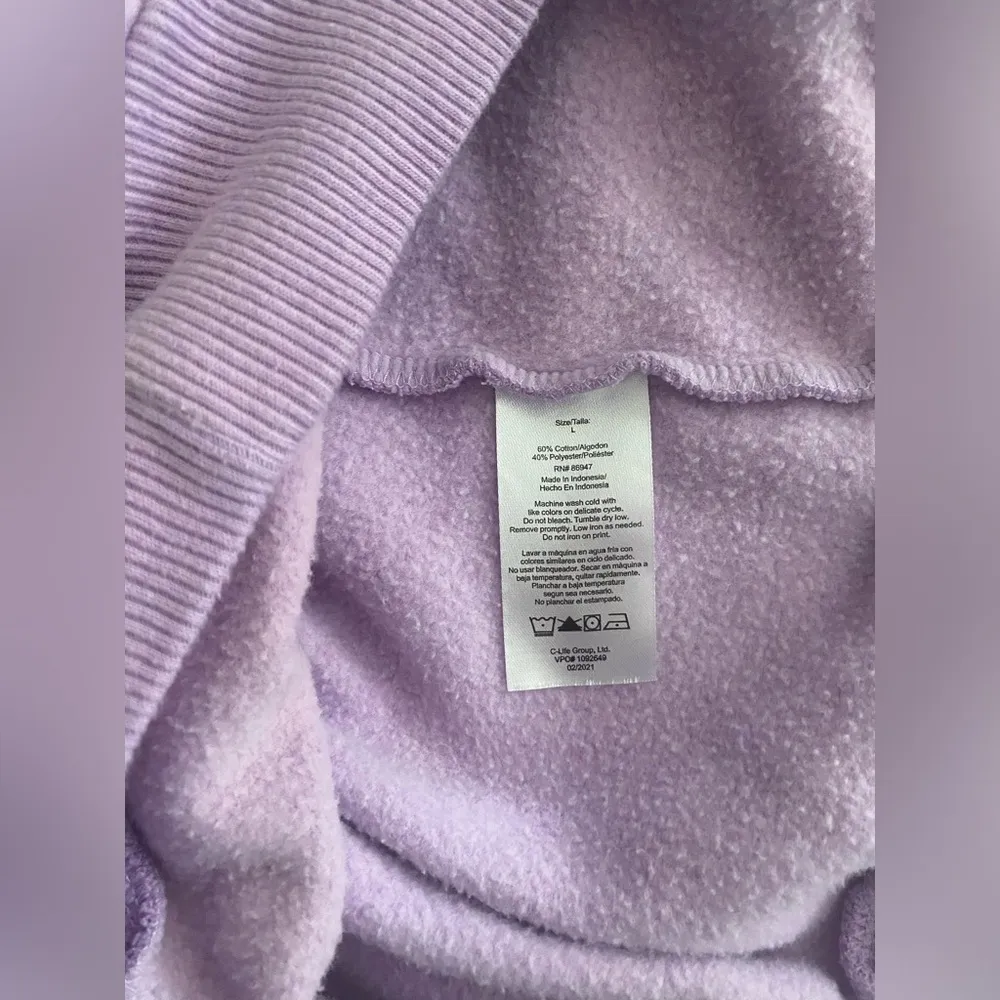 Size/Talla:
L
60% Cotton/Algodon
40% Polyester/Poliéster
RN# 86947
Made In Indonesia/
Hecho En Indonesia
Machine wash cold with
like colors on delicate cycle.
Do not bleach. Tumble dry low.
Remove promptly. Low iron as needed.
Do not iron on print.
Lavar a máquina en agua fria con
colores similares en ciclo delicado.
No usar blanqueador. Secar en máquina a
baja temperatura, quitar rapidamente.
Planchar a baja temperatura
segun sea necesario.
No planchar el estampado.
C-Life Group, Ltd.
VPO# 1092649
02/2021